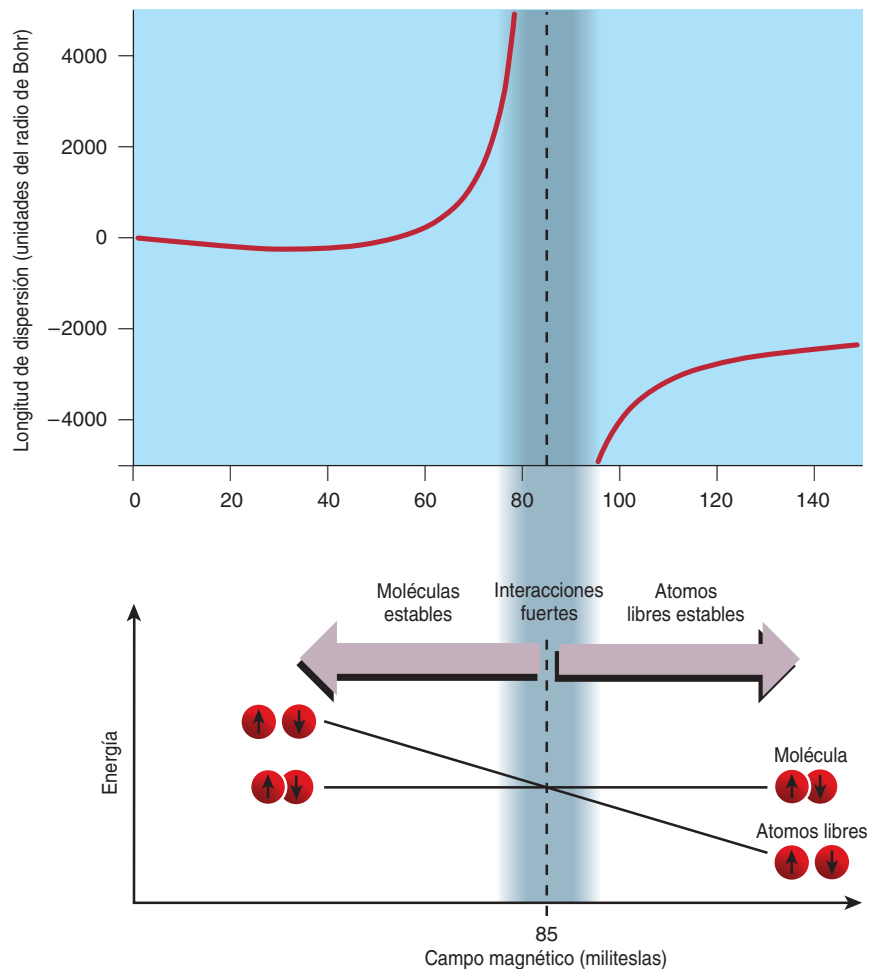 Longitud de dispersión (unidades del radio de Bohr)
4000
2000
0
−2000
−4000
0 20 40 60 80 100 120 140
Moléculas
estables
Interacciones
fuertes
Atomos
libres estables
Energía
Molécula
Atomos libres
85
Campo magnético (militeslas)